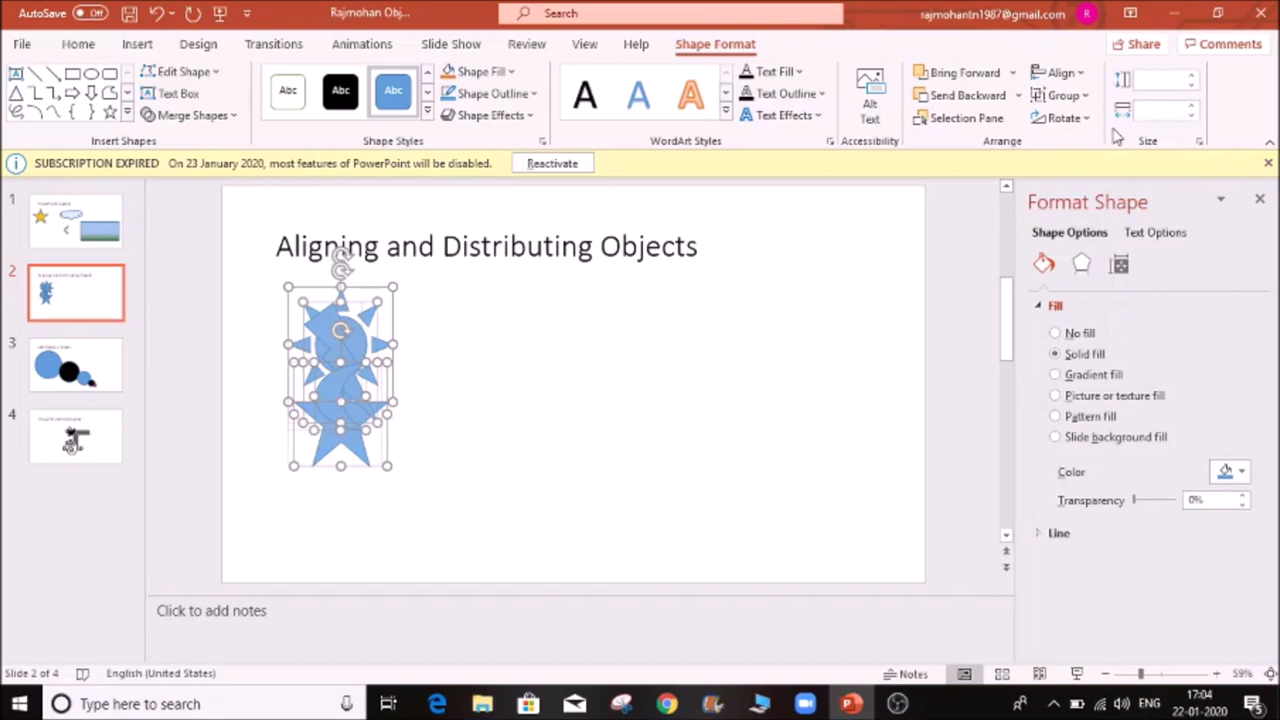 AutoSave Off
Rajmohan Obj...
Search
rajmohantn1987@gmail.com
R
File Home Insert Design Transitions Animations Slide Show Review View Help Shape Format
Share Comments
Edit Shape
Text Box
Merge Shapes
Insert Shapes
Abc Abc Abc
Shape Fill
Shape Outline
Shape Effects
Shape Styles
A A A
Text Fill
Text Outline
Text Effects
WordArt Styles
Alt
Text
Accessibility
Bring Forward
Send Backward
Selection Pane
Align
Group
Rotate
Arrange
Size
SUBSCRIPTION EXPIRED On 23 January 2020, most features of PowerPoint will be disabled. Reactivate
1
2
3
4
Aligning and Distributing Objects
Format Shape
Shape Options Text Options
Fill
No fill
Solid fill
Gradient fill
Picture or texture fill
Pattern fill
Slide background fill
Color
Transparency 0%
Line
Click to add notes
Slide 2 of 4 English (United States) Notes 59%
Type here to search
ENG
17:04
22-01-2020
5